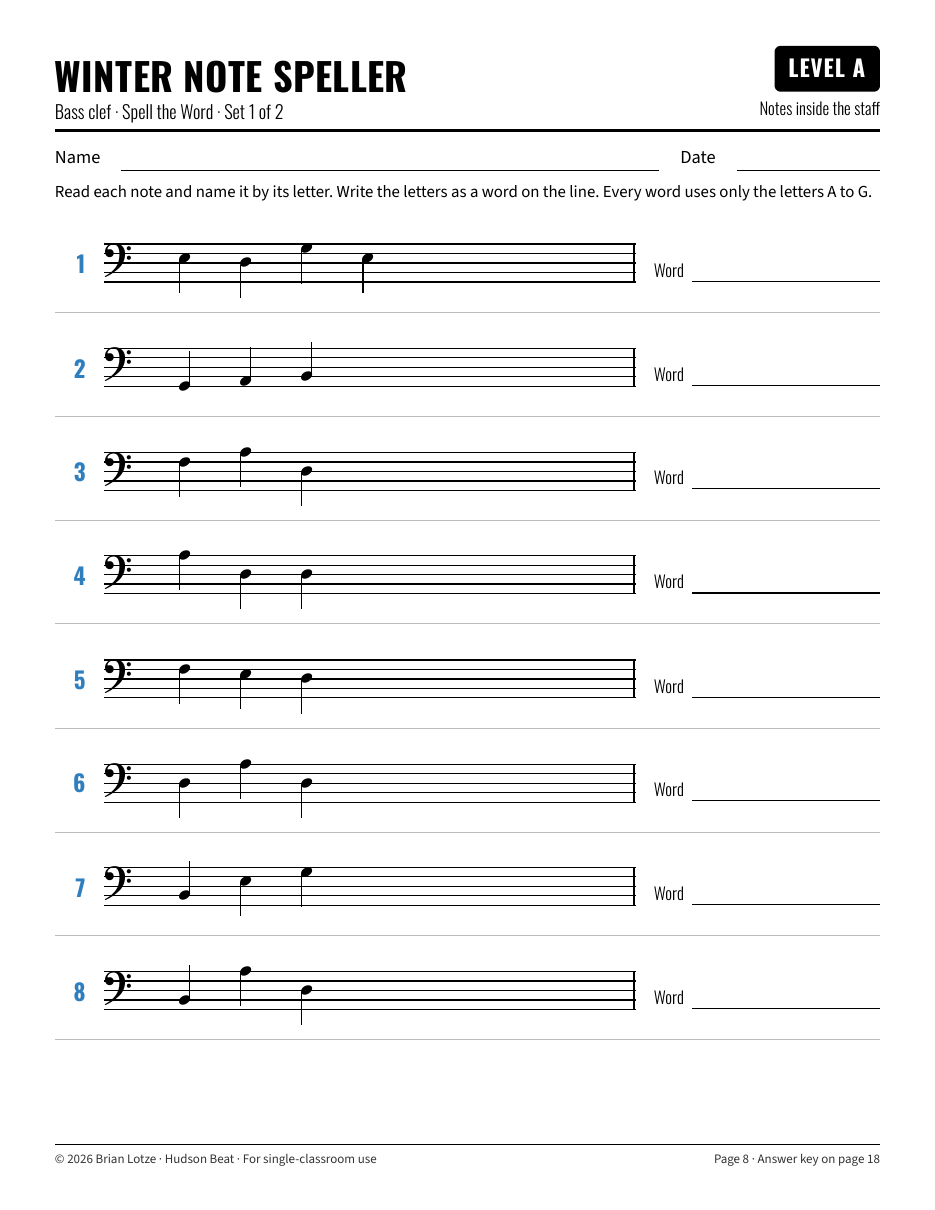 WINTER NOTE SPELLER
LEVEL A
Bass clef · Spell the Word · Set 1 of 2
Notes inside the staff
Name
Date
Read each note and name it by its letter. Write the letters as a word on the line. Every word uses only the letters A to G.
1 Word
2 Word
3 Word
4 Word
5 Word
6 Word
7 Word
8 Word
© 2026 Brian Lotze · Hudson Beat · For single-classroom use
Page 8 · Answer key on page 18